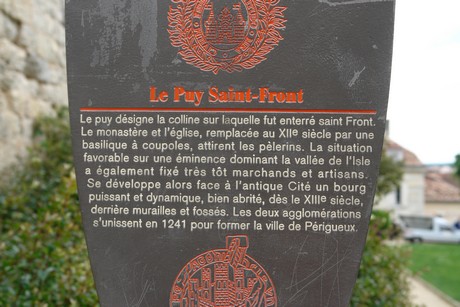 Le Puy Saint-Front
Le puy désigne la colline sur laquelle fut enterré saint Front.
Le monastère et l'église, remplacée au XIIe siècle par une
basilique à coupoles, attirent les pèlerins. La situation
favorable sur une éminence dominant la vallée de l'Isle
a également fixé très tôt marchands et artisans.
Se développe alors face à l'antique Cité un bourg
puissant et dynamique, bien abrité, dès le XIIIe siècle,
derrière murailles et fossés. Les deux agglomérations
s'unissent en 1241 pour former la ville de Périgueux.